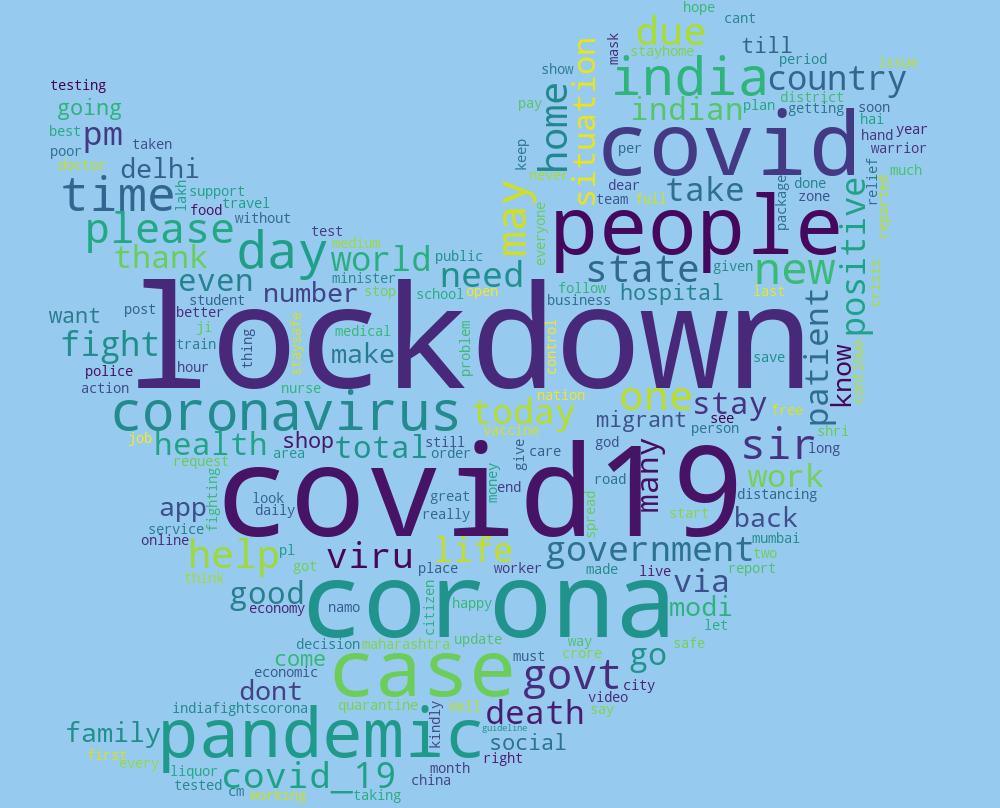 hope
cant
due
mask
stayhome
till
period
issue
testing
show
india
country
going
pay
indian
plan
district
getting
soon
best
pm
taken
home
situation
covid
hai
hand
year
poor
doctor
delhi
keep
per
warrior
time
lakh
support
travel
never
dear
take
done
zone
relief
much
food
without
may
team
full
package
positive
reported
please
day
test
medium
world
public
everyone
people
thank
even
minister
need
state
given
new
crisis
number
stop
school
open
follow
hospital
last
student
business
want
post
better
lockdown
ji
fight
train
thing
staysafe
medical
make
problem
control
patient
know
continue
save
police
hour
action
nurse
nation
one
stay
coronavirus
today
migrant
see
free
job
health
area
shop
total
still
vaccine
god
person
sir
shri
long
request
order
give
care
many
fighting
covid19
money
road
work
app
look
daily
great
end
spread
distancing
service
really
start
back
online
help
pl
viru
life
government
mumbai
two
think
got
place
worker
made
live
via
report
good
economy
namo
corona
citizen
happy
modi
let
decision
maharashtra
update
way
safe
come
case
must
crore
go
economic
dont
govt
city
quarantine
well
video
say
indiafightscorona
death
family
pandemic
kindly
guideline
social
first
every
liquor
right
tested
covid_19
month
china
cm
working
taking